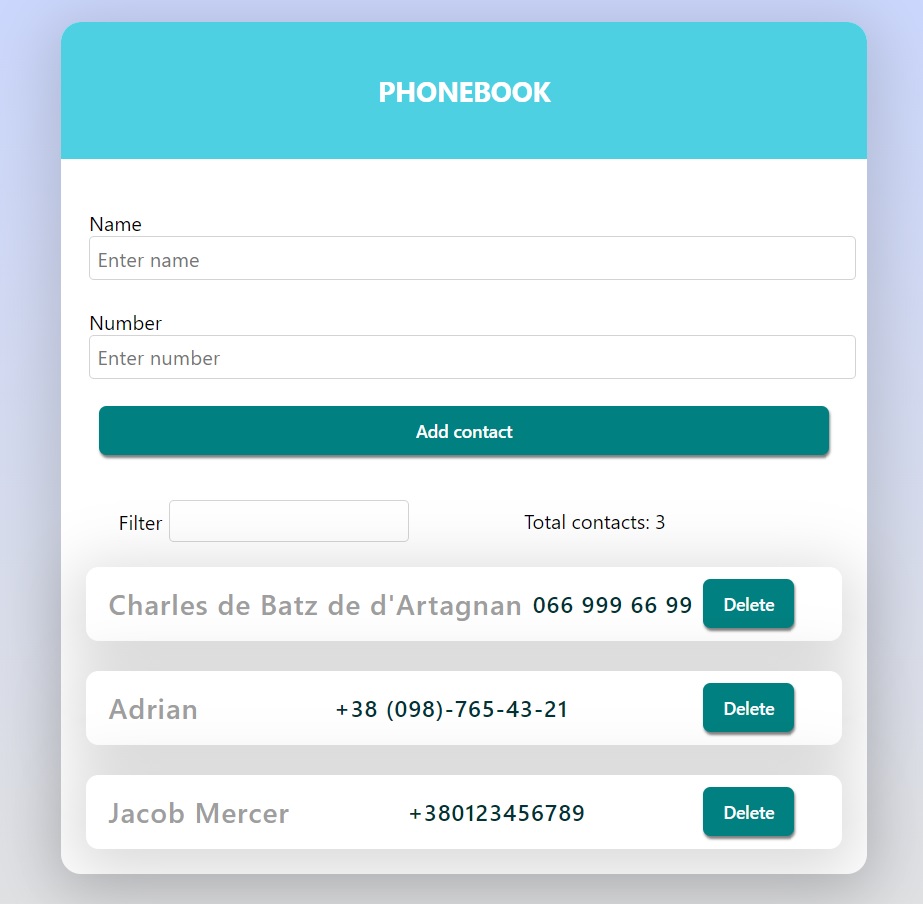 PHONEBOOK
Name
Enter name
Number
Enter number
Add contact
Filter Total contacts: 3
Charles de Batz de d'Artagnan 066 999 66 99 Delete
Adrian +38 (098)-765-43-21 Delete
Jacob Mercer +380123456789 Delete